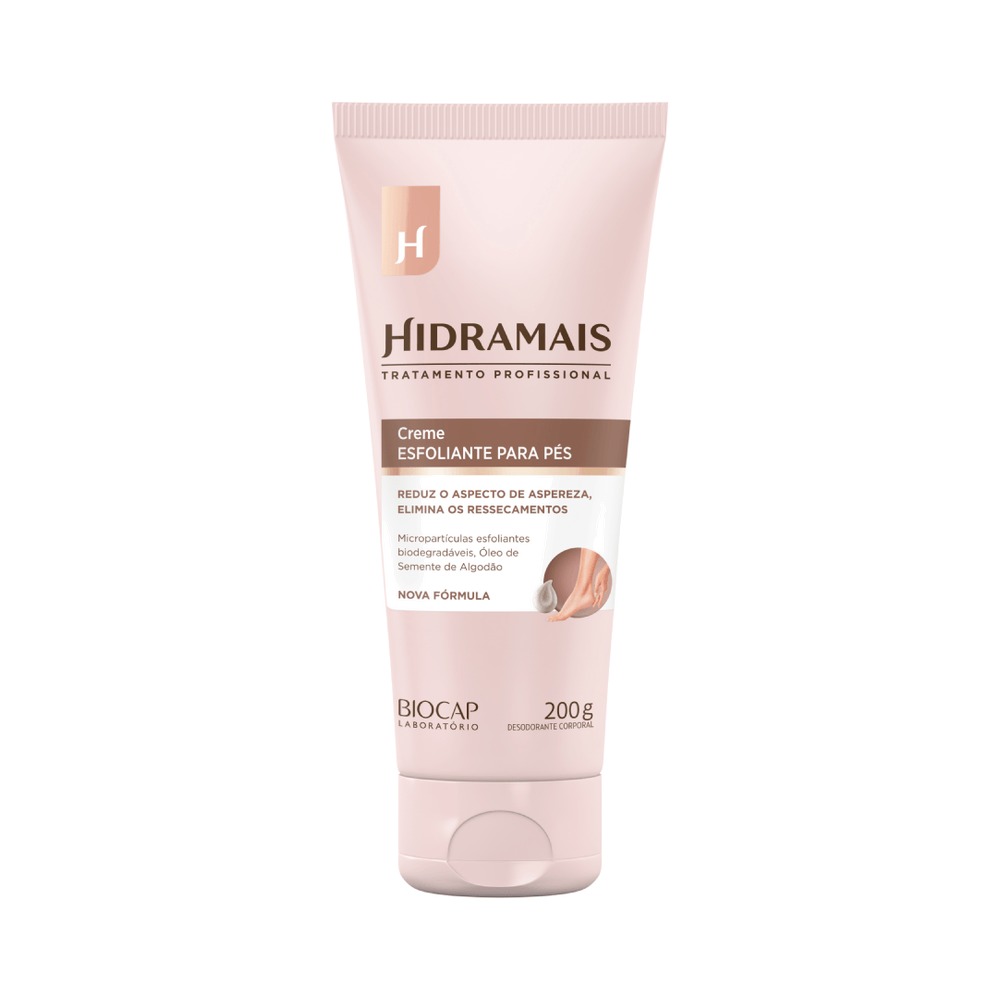 H
HIDRAMAIS
TRATAMENTO PROFISSIONAL
Creme
ESFOLIANTE PARA PÉS
REDUZ O ASPECTO DE ASPEREZA,
ELIMINA OS RESSECAMENTOS
Micropartículas esfoliantes
biodegradáveis, Óleo de
Semente de Algodão
NOVA FÓRMULA
BIOCAP
LABORATÓRIO
200g
DESODORANTE CORPORAL